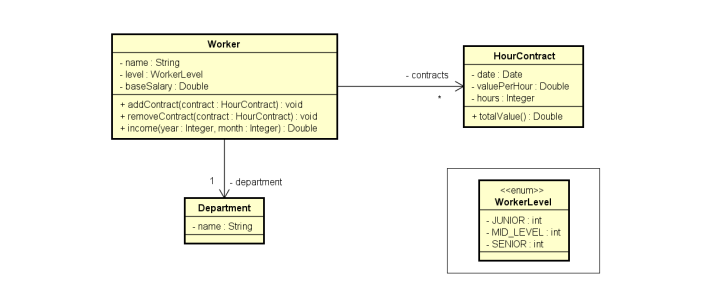 Worker
- name : String
- level : WorkerLevel
- baseSalary : Double
+ addContract(contract : HourContract) : void
+ removeContract(contract : HourContract) : void
+ income(year : Integer, month : Integer) : Double
- contracts
*
HourContract
- date : Date
- valuePerHour : Double
- hours : Integer
+ totalValue() : Double
1
- department
Department
- name : String
<<enum>>
WorkerLevel
- JUNIOR : int
- MID_LEVEL : int
- SENIOR : int